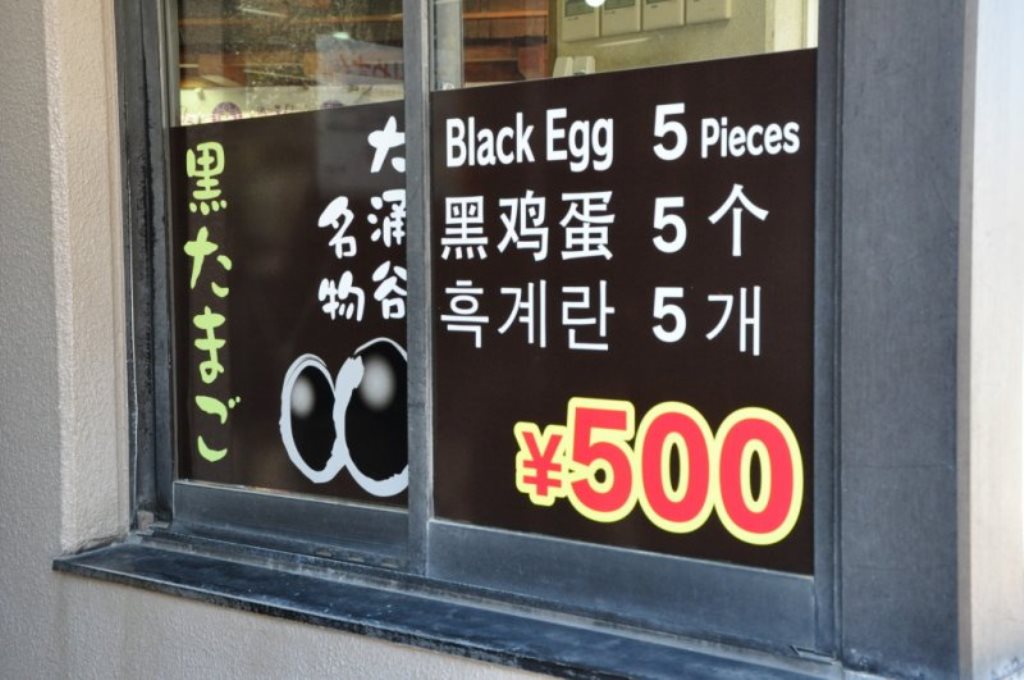 黒たまご
大涌谷
名物
Black Egg 5 Pieces
黑鸡蛋 5个
흑계란 5개
¥500